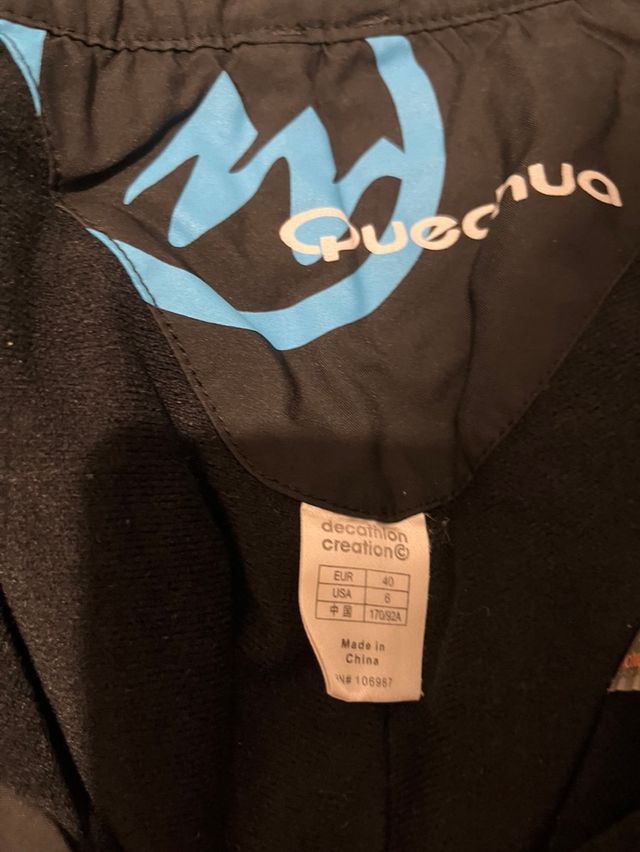 Quechua
decathlon
creation©
EUR 40
USA 6
中国 170/92A
Made in
China
106987